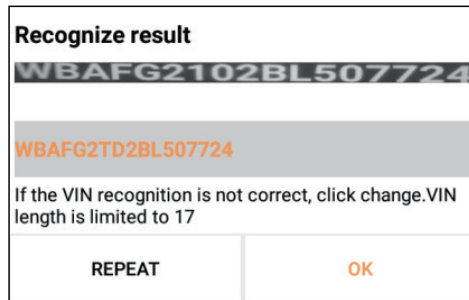 Recognize result
WBAFG2102BL507724
WBAFG2TD2BL507724
If the VIN recognition is not correct, click change.VIN
length is limited to 17
REPEAT OK